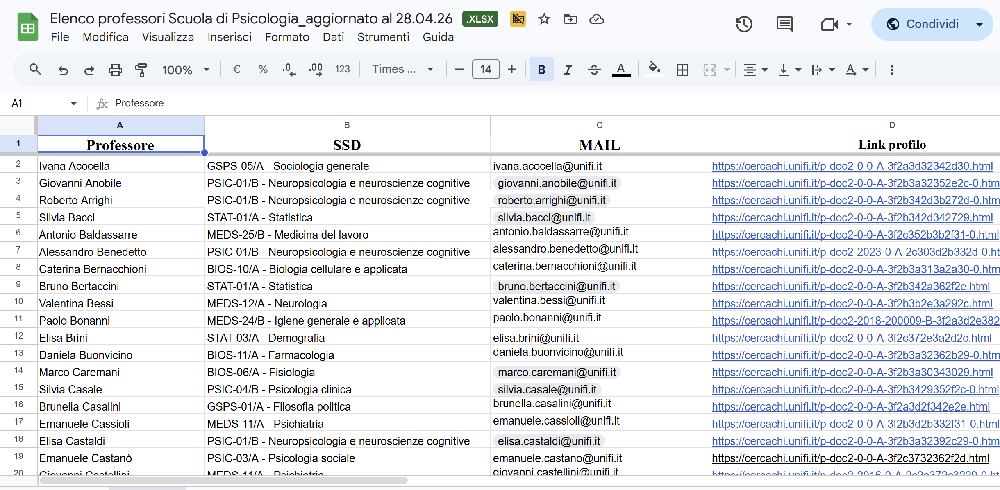 Elenco professori Scuola di Psicologia_aggiornato al 28.04.26 .XLSX
File Modifica Visualizza Inserisci Formato Dati Strumenti Guida
Condividi
100% € % .0 .00 123 Times ... 14 B I A
A1 fx Professore
A B C D
1 Professore SSD MAIL Link profilo
2 Ivana Acocella GSPS-05/A - Sociologia generale ivana.acocella@unifi.it https://cercachi.unifi.it/p-doc2-0-0-A-3f2a3d32342d30.html
3 Giovanni Anobile PSIC-01/B - Neuropsicologia e neuroscienze cognitive giovanni.anobile@unifi.it https://cercachi.unifi.it/p-doc2-0-0-A-3f2b3a32352e2c-0.htm
4 Roberto Arrighi PSIC-01/B - Neuropsicologia e neuroscienze cognitive roberto.arrighi@unifi.it https://cercachi.unifi.it/p-doc2-0-0-A-3f2b342d3b272d-0.htm
5 Silvia Bacci STAT-01/A - Statistica silvia.bacci@unifi.it https://cercachi.unifi.it/p-doc2-0-0-A-3f2b342d342729.html
6 Antonio Baldassarre MEDS-25/B - Medicina del lavoro antonio.baldassarre@unifi.it https://cercachi.unifi.it/p-doc2-0-0-A-3f2c352b3b2f31-0.html
7 Alessandro Benedetto PSIC-01/B - Neuropsicologia e neuroscienze cognitive alessandro.benedetto@unifi.it https://cercachi.unifi.it/p-doc2-2023-0-A-2c303d2b332d-0.ht
8 Caterina Bernacchioni BIOS-10/A - Biologia cellulare e applicata caterina.bernacchioni@unifi.it https://cercachi.unifi.it/p-doc2-0-0-A-3f2b3a313a2a30-0.htm
9 Bruno Bertaccini STAT-01/A - Statistica bruno.bertaccini@unifi.it https://cercachi.unifi.it/p-doc2-0-0-A-3f2b342a362f2e.html
10 Valentina Bessi MEDS-12/A - Neurologia valentina.bessi@unifi.it https://cercachi.unifi.it/p-doc2-0-0-A-3f2b3b2e3a292c.html
11 Paolo Bonanni MEDS-24/B - Igiene generale e applicata paolo.bonanni@unifi.it https://cercachi.unifi.it/p-doc2-2018-200009-B-3f2a3d2e382
12 Elisa Brini STAT-03/A - Demografia elisa.brini@unifi.it https://cercachi.unifi.it/p-doc2-0-0-A-3f2c372e3a2d2c.html
13 Daniela Buonvicino BIOS-11/A - Farmacologia daniela.buonvicino@unifi.it https://cercachi.unifi.it/p-doc2-0-0-A-3f2b3a32362b29-0.htm
14 Marco Caremani BIOS-06/A - Fisiologia marco.caremani@unifi.it https://cercachi.unifi.it/p-doc2-0-0-A-3f2b3a30343029.html
15 Silvia Casale PSIC-04/B - Psicologia clinica silvia.casale@unifi.it https://cercachi.unifi.it/p-doc2-0-0-A-3f2b3429352f2c-0.html
16 Brunella Casalini GSPS-01/A - Filosofia politica brunella.casalini@unifi.it https://cercachi.unifi.it/p-doc2-0-0-A-3f2a3d2f342e2e.html
17 Emanuele Cassioli MEDS-11/A - Psichiatria emanuele.cassioli@unifi.it https://cercachi.unifi.it/p-doc2-0-0-A-3f2b3d2b332f31-0.html
18 Elisa Castaldi PSIC-01/B - Neuropsicologia e neuroscienze cognitive elisa.castaldi@unifi.it https://cercachi.unifi.it/p-doc2-0-0-A-3f2b3a32392c29-0.htm
19 Emanuele Castanò PSIC-03/A - Psicologia sociale emanuele.castano@unifi.it https://cercachi.unifi.it/p-doc2-0-0-A-3f2c3732362f2d.html
20 Giovanni Castellini MEDS-11/A - Psichiatria giovanni.castellini@unifi.it